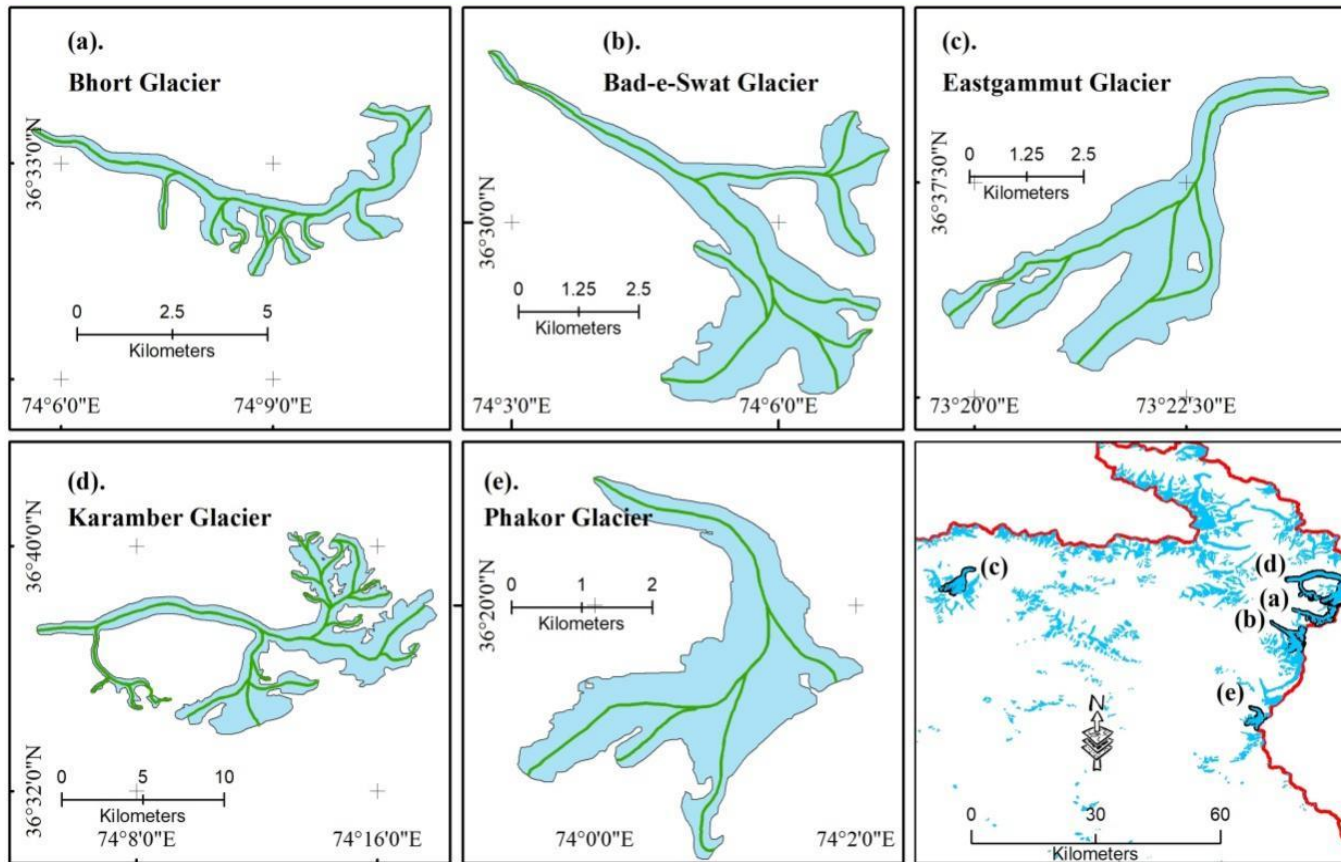 (a).
Bhort Glacier
36°33'0"N
0 2.5 5
Kilometers
74°6'0"E 74°9'0"E
(b).
Bad-e-Swat Glacier
36°30'0"N
0 1.25 2.5
Kilometers
74°3'0"E 74°6'0"E
(c).
Eastgammut Glacier
0 1.25 2.5
Kilometers
36°37'30"N
73°20'0"E 73°22'30"E
(d).
Karamber Glacier
36°40'0"N
36°32'0"N
0 5 10
Kilometers
74°8'0"E 74°16'0"E
(e).
Phakor Glacier
0 1 2
Kilometers
36°20'0"N
74°0'0"E 74°2'0"E
(c)
(d)
(a)
(b)
(e)
N
0 30 60
Kilometers